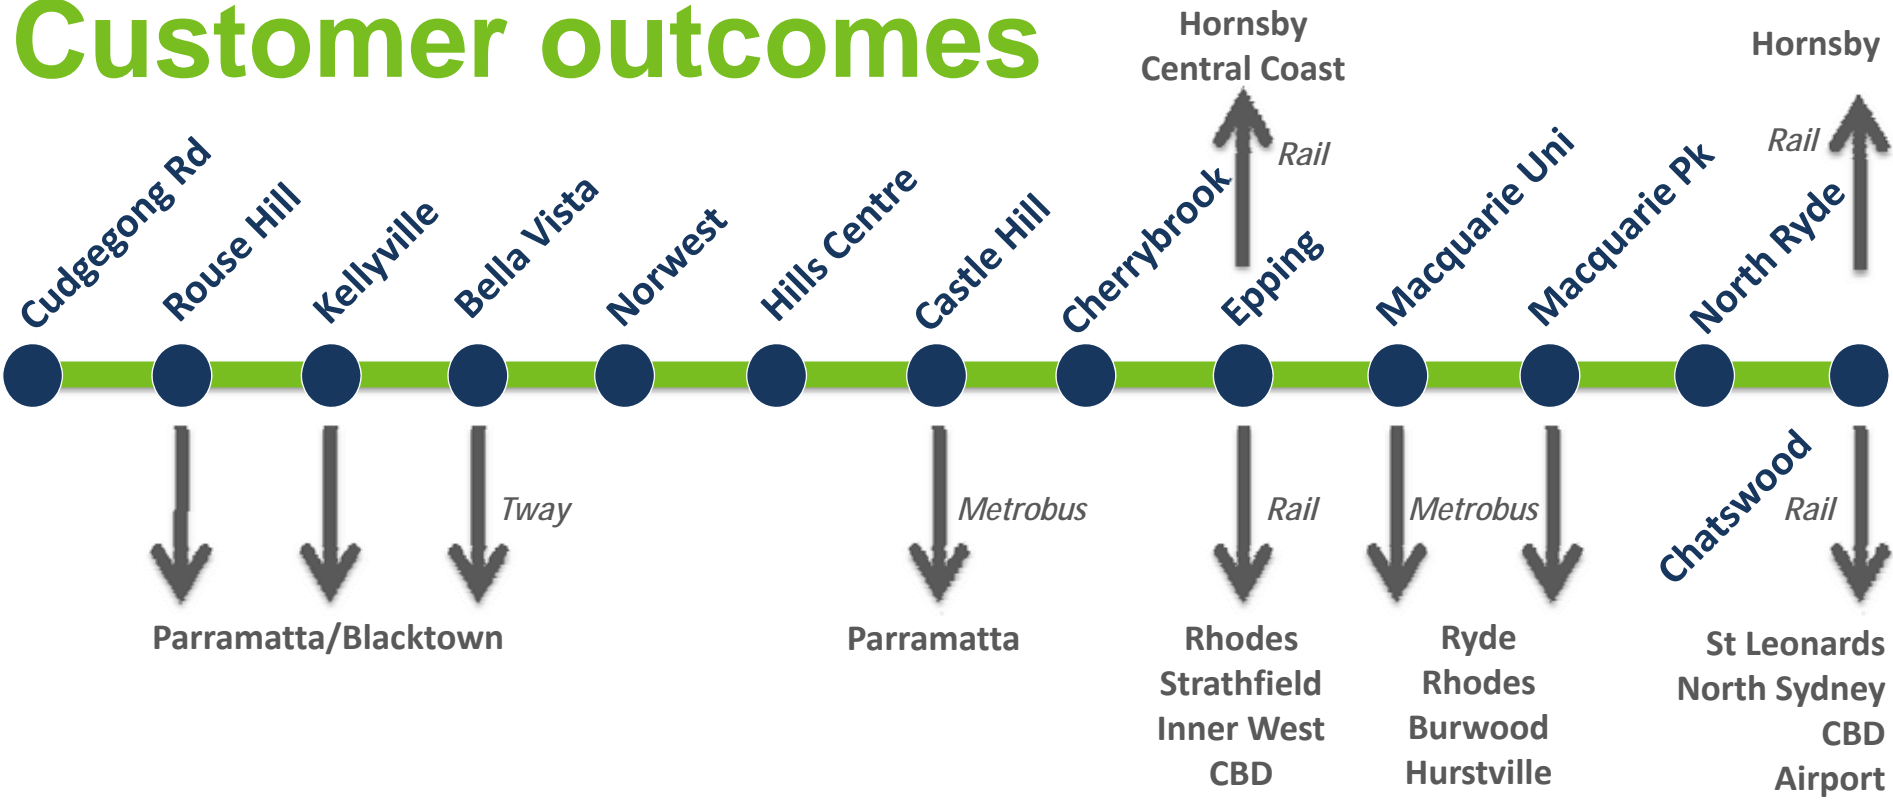 Customer outcomes
Hornsby
Central Coast
Hornsby
Rail
Rail
Cudgegong Rd
Rouse Hill
Kellyville
Bella Vista
Norwest
Hills Centre
Castle Hill
Cherrybrook
Epping
Macquarie Uni
Macquarie Pk
North Ryde
Chatswood
Tway
Metrobus
Rail
Metrobus
Rail
Parramatta/Blacktown
Parramatta
Rhodes
Strathfield
Inner West
CBD
Ryde
Rhodes
Burwood
Hurstville
St Leonards
North Sydney
CBD
Airport